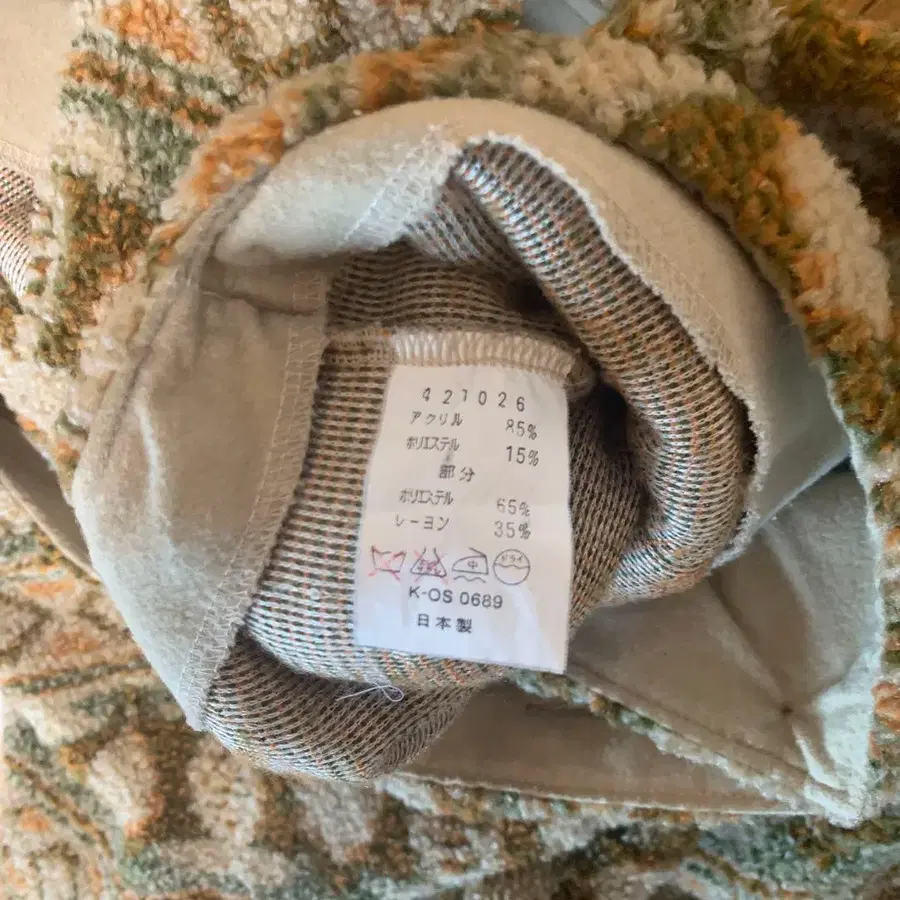 421026
アクリル 85%
ポリエステル 15%
部分
ポリエステル 65%
レーヨン 35%
中 ドライ
K-OS 0689
日本製